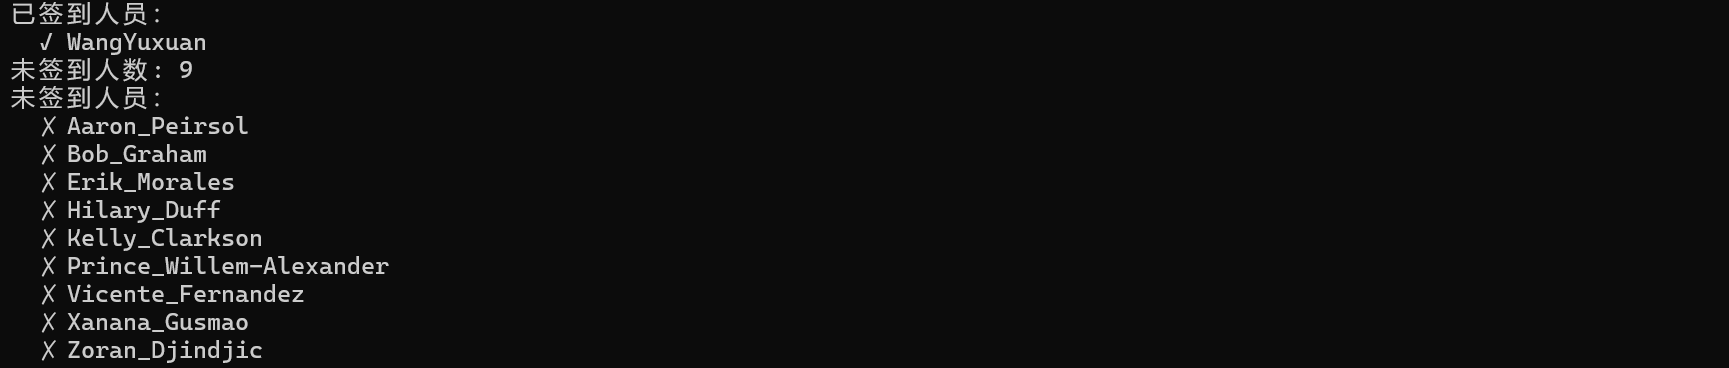 已签到人员:
✓ WangYuxuan
未签到人数: 9
未签到人员:
✗ Aaron_Peirsol
✗ Bob_Graham
✗ Erik_Morales
✗ Hilary_Duff
✗ Kelly_Clarkson
✗ Prince_Willem-Alexander
✗ Vicente_Fernandez
✗ Xanana_Gusmao
✗ Zoran_Djindjic